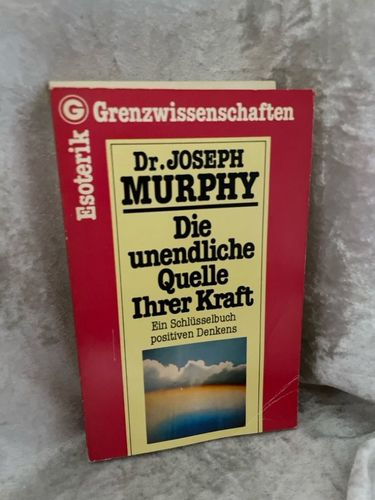 Esoterik
G Grenzwissenschaften
Dr. JOSEPH
MURPHY
Die
unendliche
Quelle
Ihrer Kraft
Ein Schlüsselbuch
positiven Denkens